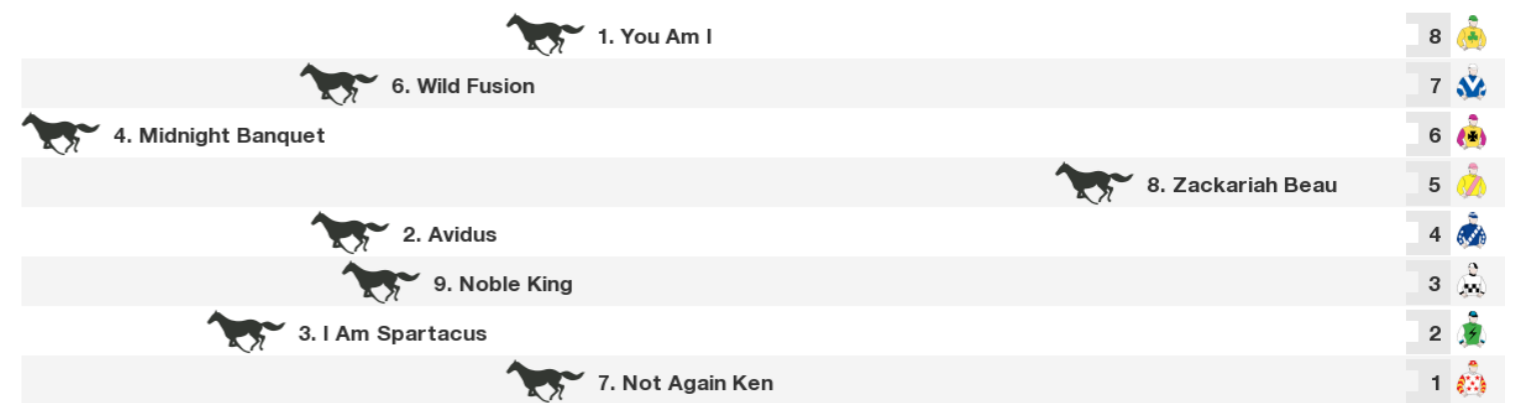 1. You Am I 8
6. Wild Fusion 7
4. Midnight Banquet 6
8. Zackariah Beau 5
2. Avidus 4
9. Noble King 3
3. I Am Spartacus 2
7. Not Again Ken 1